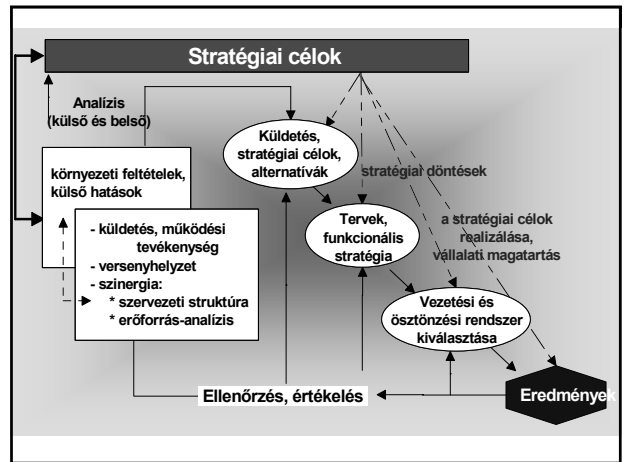 Stratégiai célok
Analízis
(külső és belső)
környezeti feltételek,
külső hatások
- küldetés, működési
tevékenység
- versenyhelyzet
- szinergia:
* szervezeti struktúra
* erőforrás-analízis
Küldetés,
stratégiai célok,
alternatívák
stratégiai döntések
Tervek,
funkcionális
stratégia
a stratégiai célok
realizálása,
vállalati magatartás
Vezetési és
ösztönzési rendszer
kiválasztása
Ellenőrzés, értékelés
Eredmények